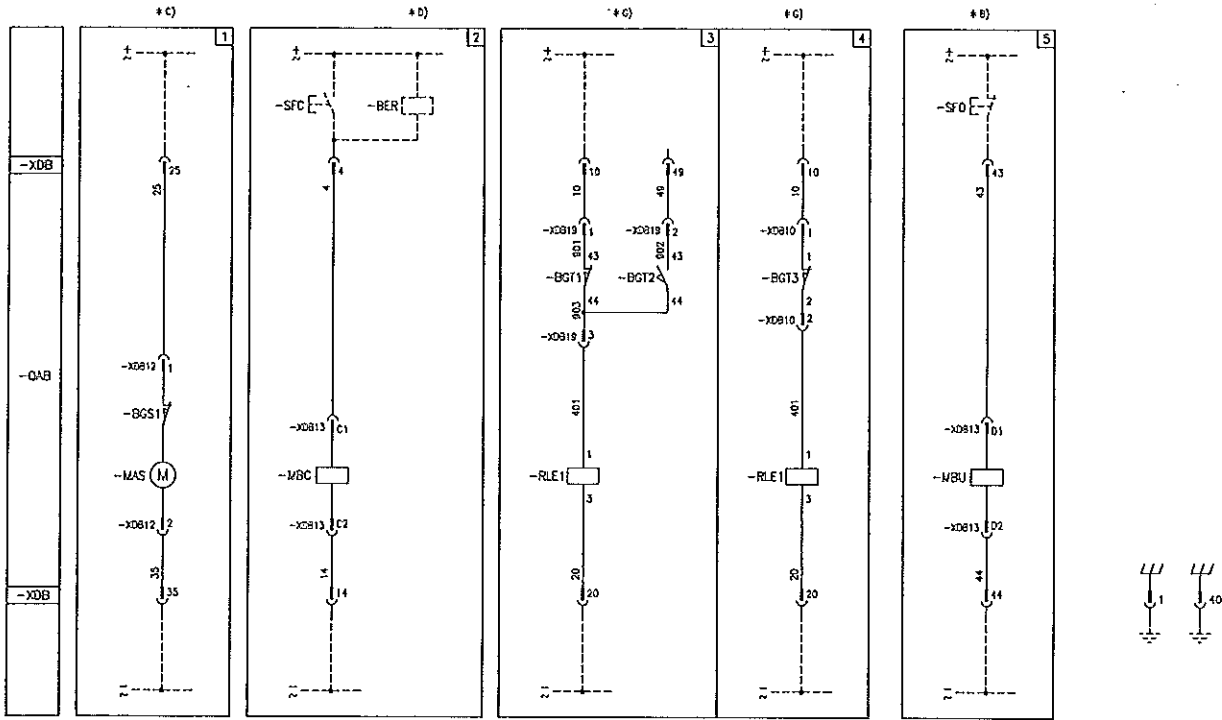 * C)
* D)
* G)
* G)
* B)
1
2
3
4
5
-SFC
-BER
-SFO
-XDB
25
4
10
49
10
43
25
4
10
49
10
43
-XDB19
1
-XDB19
2
-XDB10
1
901
43
902
43
1
-BGT1
-BGT2
-BGT3
44
44
2
903
-XDB19
3
-XDB10
2
-QAB
-XDB12
1
-BGS1
401
401
-XDB13
C1
-XDB13
D1
-MAS
M
-MBC
1
-RLE1
3
1
-RLE1
3
-MBU
-XDB12
2
-XDB13
C2
-XDB13
D2
35
14
20
20
44
-XDB
35
14
20
20
44
1
40